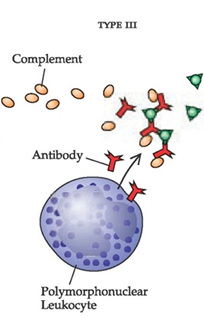 TYPE III
Complement
Antibody
Polymorphonuclear
Leukocyte